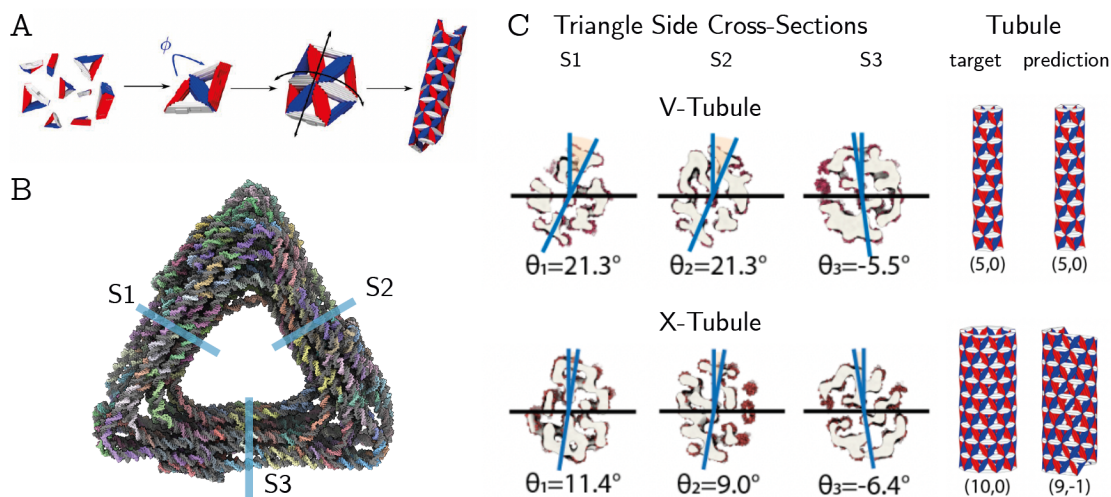 A
ϕ
B
S1
S2
S3
C
Triangle Side Cross-Sections
Tubule
S1
S2
S3
target
prediction
V-Tubule
θ₁=21.3°
θ₂=21.3°
θ₃=-5.5°
(5,0)
(5,0)
X-Tubule
θ₁=11.4°
θ₂=9.0°
θ₃=-6.4°
(10,0)
(9,-1)